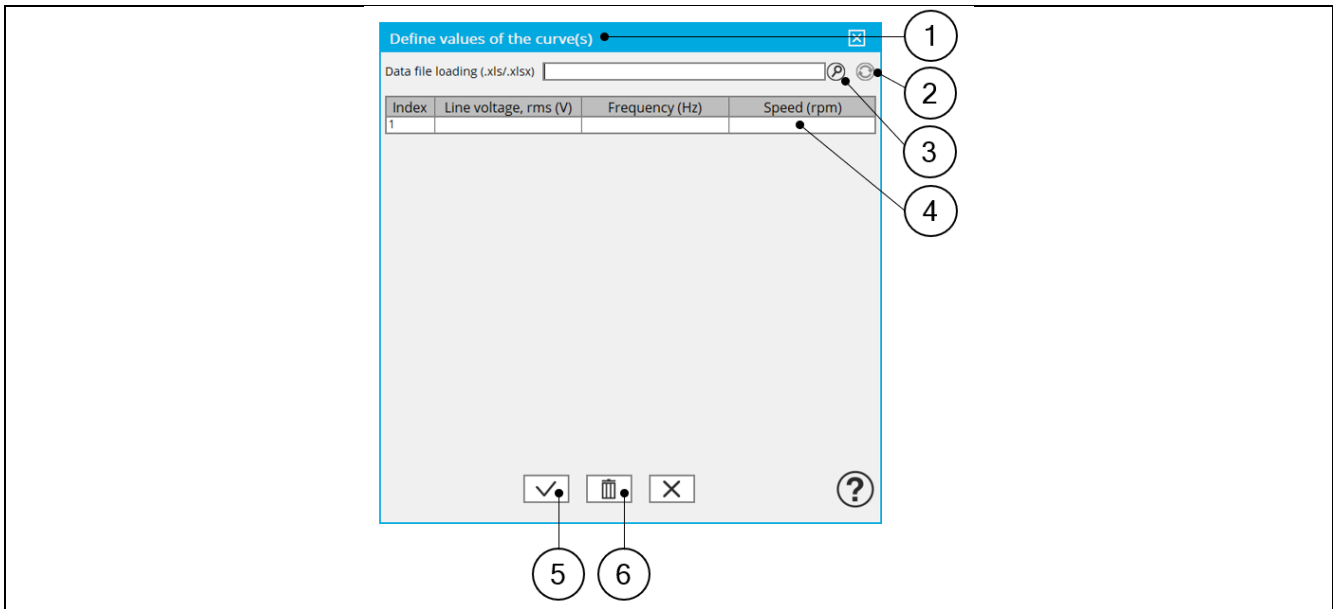 Define values of the curve(s)
1
Data file loading (.xls/.xlsx)
2
Index Line voltage, rms (V) Frequency (Hz) Speed (rpm)
1
3
4
?
5 6